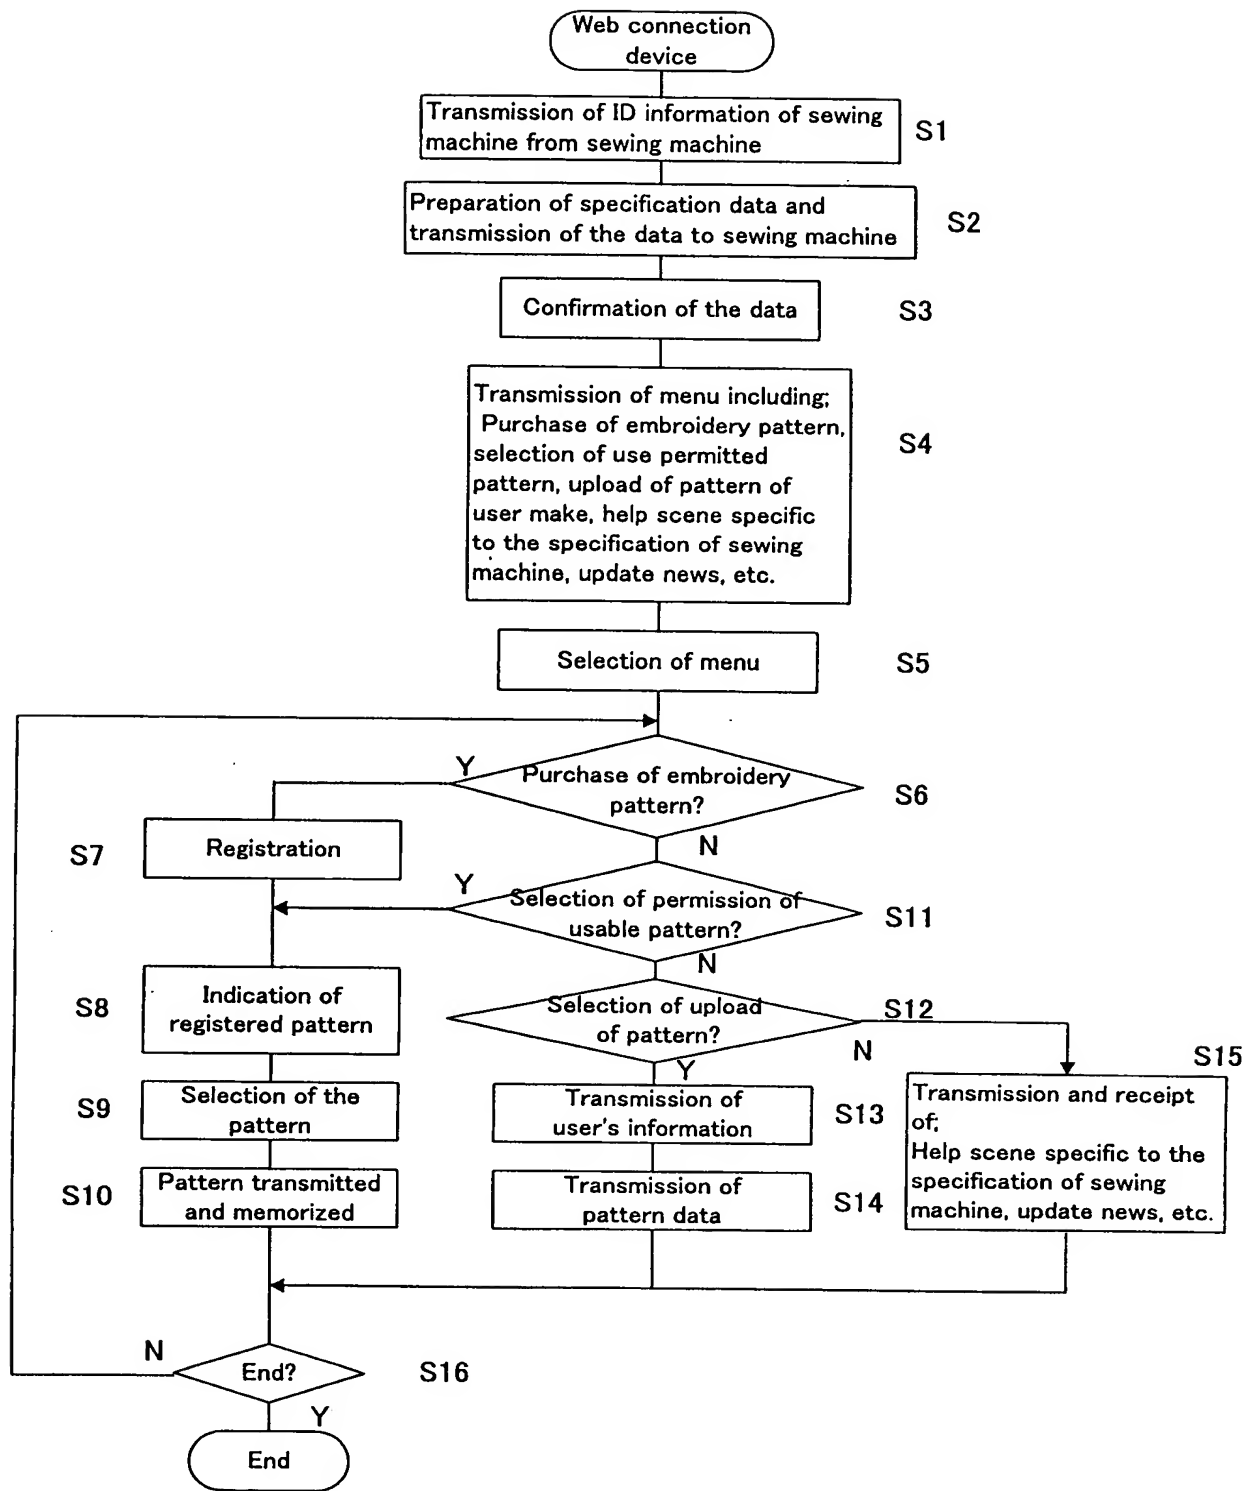 Web connection
device
Transmission of ID information of sewing
machine from sewing machine
S1
Preparation of specification data and
transmission of the data to sewing machine
S2
Confirmation of the data
S3
Transmission of menu including;
Purchase of embroidery pattern,
selection of use permitted
pattern, upload of pattern of
user make, help scene specific
to the specification of sewing
machine, update news, etc.
S4
Selection of menu
S5
Y
Purchase of embroidery
pattern?
S6
N
S7
Registration
Y
Selection of permission of
usable pattern?
S11
N
S8
Indication of
registered pattern
Selection of upload
of pattern?
S12
N
Y
S15
S9
Selection of the
pattern
Transmission of
user's information
S13
Transmission and receipt
of;
Help scene specific to the
specification of sewing
machine, update news, etc.
S10
Pattern transmitted
and memorized
Transmission of
pattern data
S14
N
End?
S16
Y
End